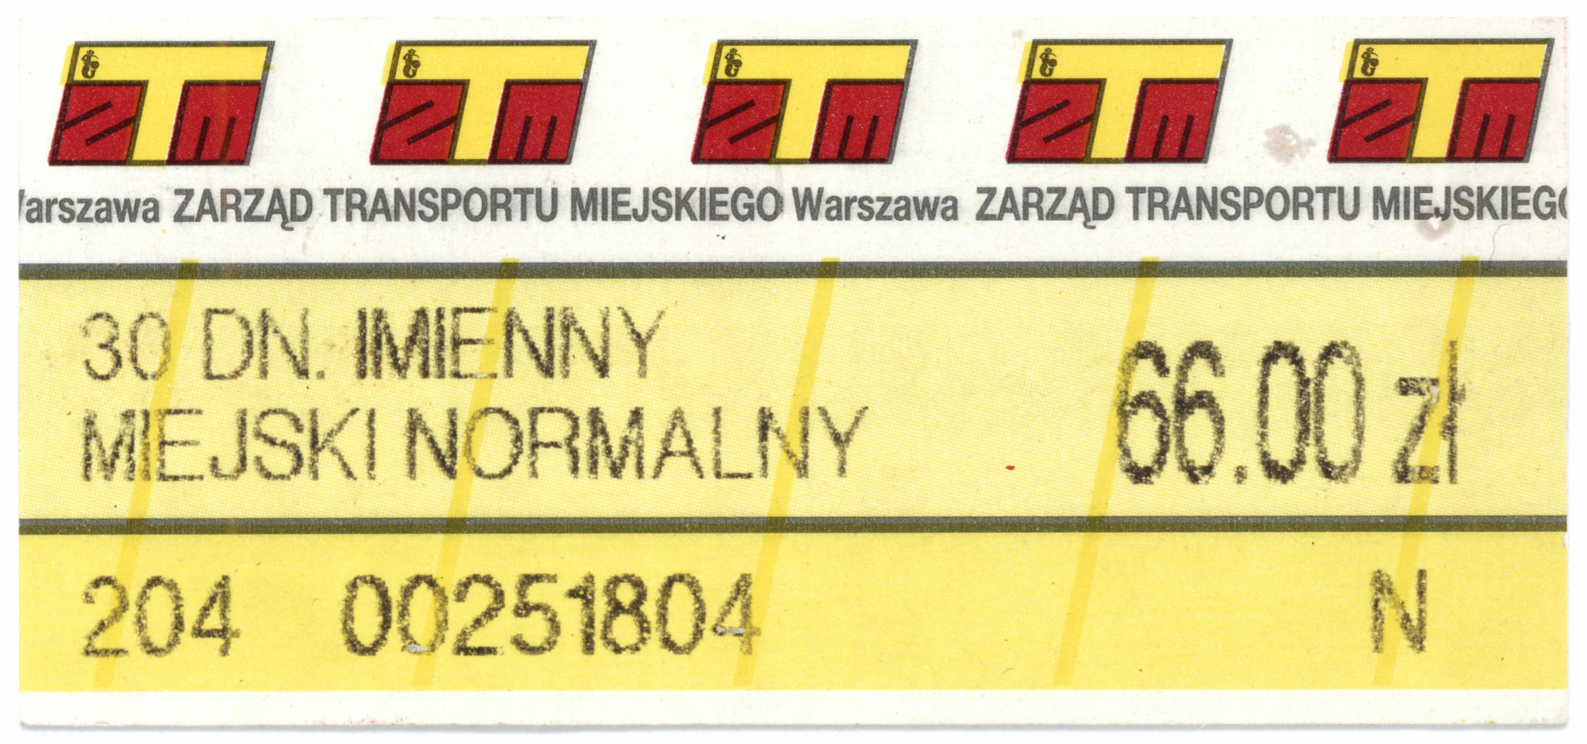 ZTM ZTM ZTM ZTM ZTM
Warszawa ZARZĄD TRANSPORTU MIEJSKIEGO Warszawa ZARZĄD TRANSPORTU MIEJSKIEGO
30 DN. IMIENNY
MIEJSKI NORMALNY
66.00 zł
204 00251804 N